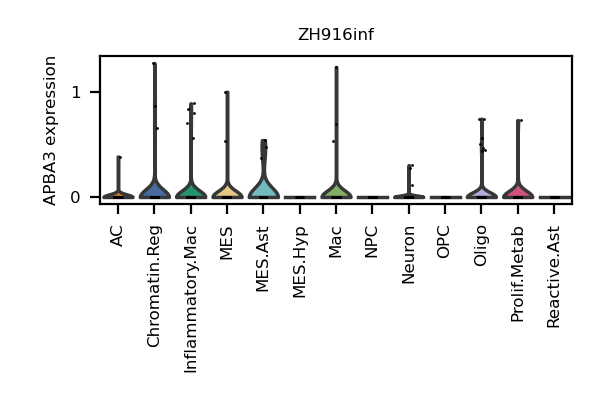 ZH916inf
APBA3 expression
1
0
AC
Chromatin.Reg
Inflammatory.Mac
MES
MES.Ast
MES.Hyp
Mac
NPC
Neuron
OPC
Oligo
Prolif.Metab
Reactive.Ast